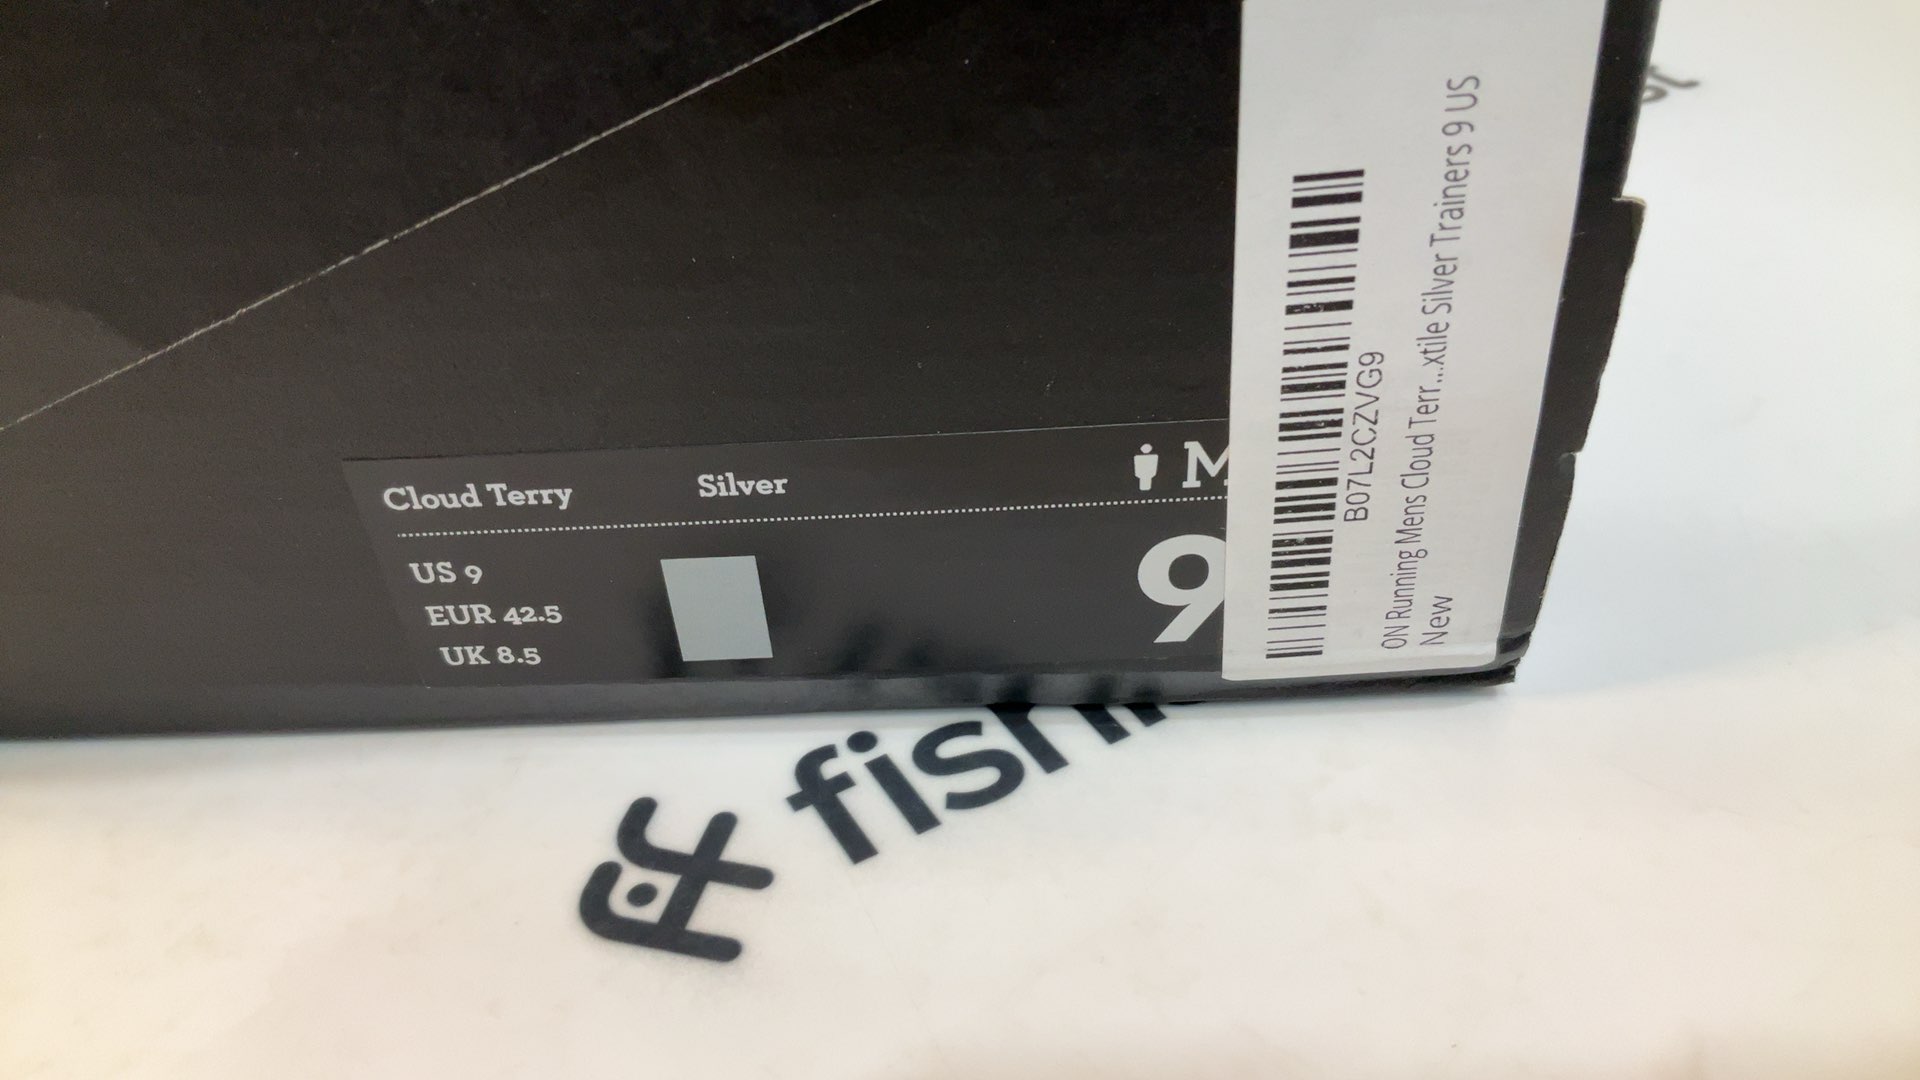 Cloud Terry Silver M
US 9
EUR 42.5
UK 8.5
9
B07L2CZVG9
ON Running Mens Cloud Terr...xtile Silver Trainers 9 US
New